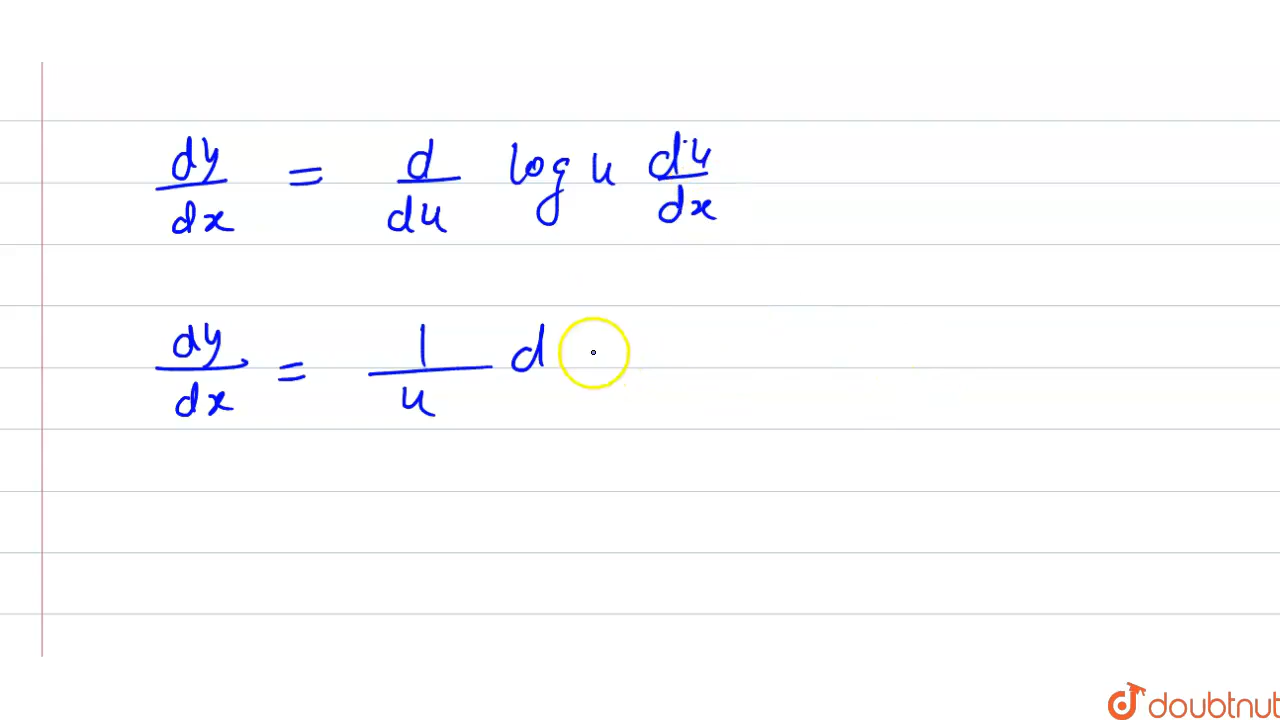 dy/dx = d/du log u du/dx
dy/dx = 1/u d
doubtnut